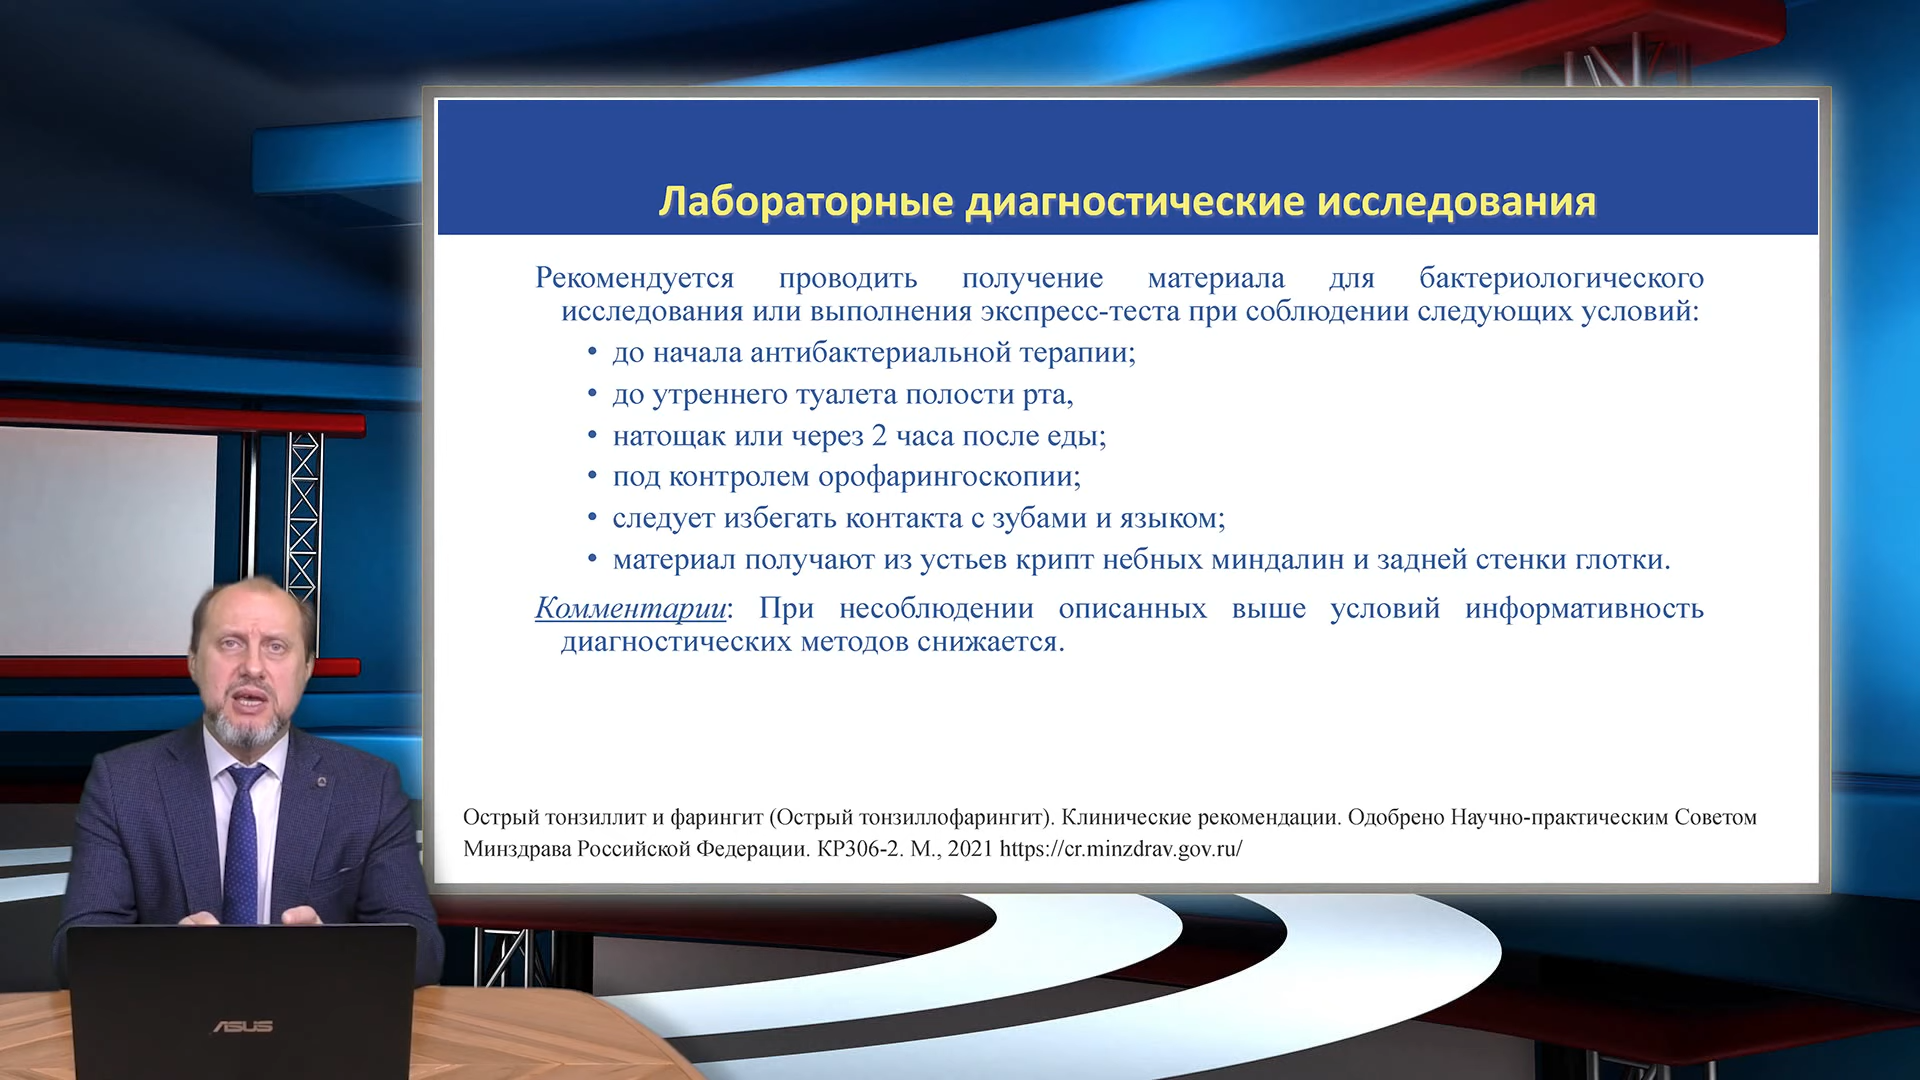 Лабораторные диагностические исследования
Рекомендуется проводить получение материала для бактериологического
исследования или выполнения экспресс-теста при соблюдении следующих условий:
• до начала антибактериальной терапии;
• до утреннего туалета полости рта,
• натощак или через 2 часа после еды;
• под контролем орофарингоскопии;
• следует избегать контакта с зубами и языком;
• материал получают из устьев крипт небных миндалин и задней стенки глотки.
Комментарии: При несоблюдении описанных выше условий информативность
диагностических методов снижается.
Острый тонзиллит и фарингит (Острый тонзиллофарингит). Клинические рекомендации. Одобрено Научно-практическим Советом
Минздрава Российской Федерации. КР306-2. М., 2021 https://cr.minzdrav.gov.ru/
ASUS